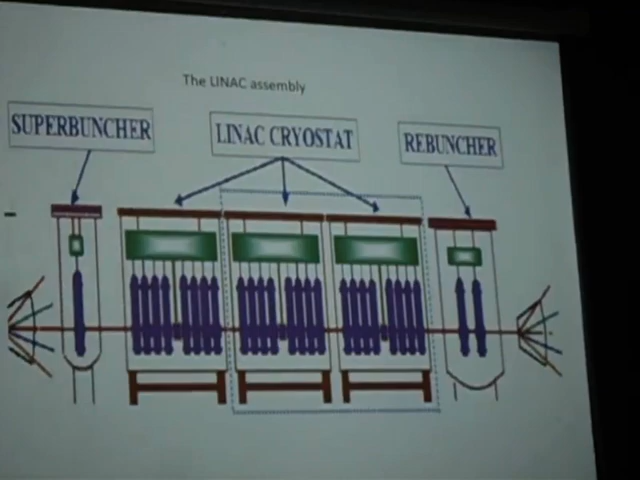 The LINAC assembly
SUPERBUNCHER
LINAC CRYOSTAT
REBUNCHER